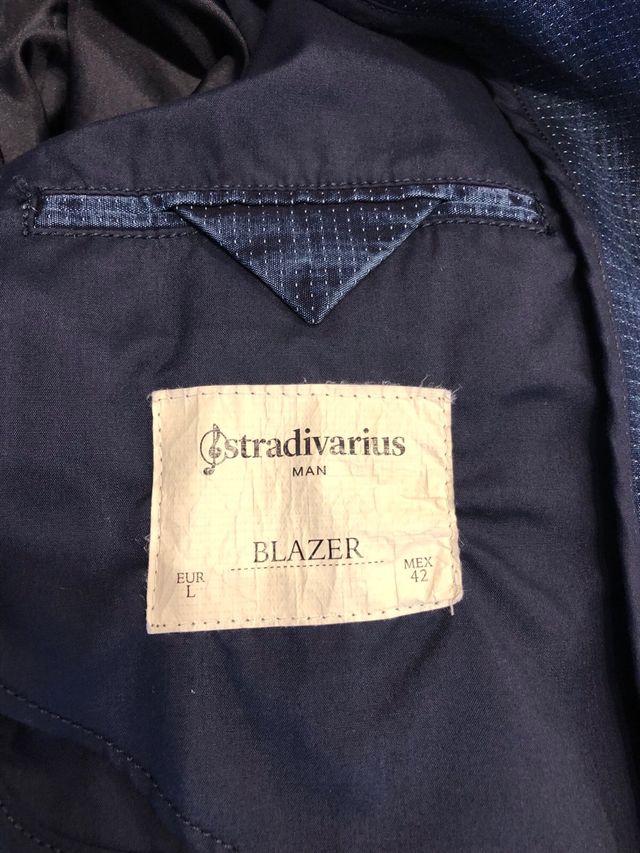 stradivarius
MAN
BLAZER
EUR
L
MEX
42